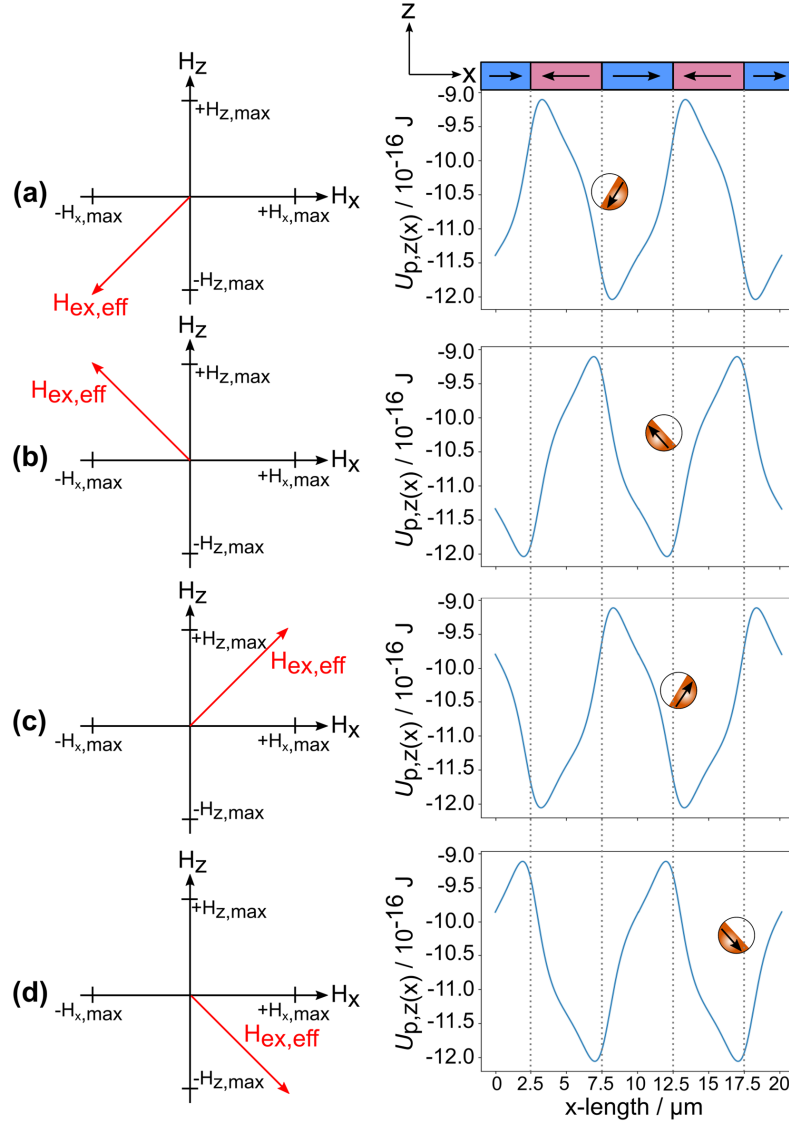 z
x
(a)
Hz
+Hz,max
Hx
-Hx,max
+Hx,max
-Hz,max
Hex,eff
Up,z(x) / 10-16 J
-9.0
-9.5
-10.0
-10.5
-11.0
-11.5
-12.0
(b)
Hz
+Hz,max
Hex,eff
Hx
-Hx,max
+Hx,max
-Hz,max
Up,z(x) / 10-16 J
-9.0
-9.5
-10.0
-10.5
-11.0
-11.5
-12.0
(c)
Hz
+Hz,max
Hex,eff
Hx
-Hx,max
+Hx,max
-Hz,max
Up,z(x) / 10-16 J
-9.0
-9.5
-10.0
-10.5
-11.0
-11.5
-12.0
(d)
Hz
+Hz,max
Hx
-Hx,max
+Hx,max
Hex,eff
-Hz,max
Up,z(x) / 10-16 J
-9.0
-9.5
-10.0
-10.5
-11.0
-11.5
-12.0
0 2.5 5 7.5 10 12.5 15 17.5 20
x-length / μm